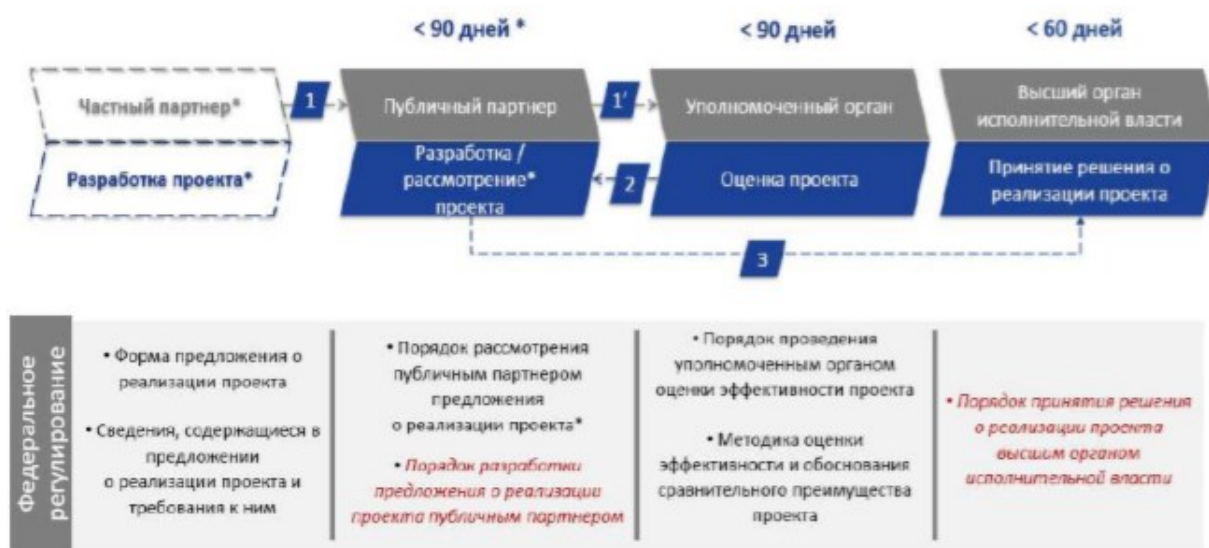 < 90 дней *
< 90 дней
< 60 дней
Частный партнер*
1
Публичный партнер
1'
Уполномоченный орган
Высший орган
исполнительной власти
Разработка проекта*
Разработка /
рассмотрение*
проекта
2
Оценка проекта
Принятие решения о
реализации проекта
3
Федеральное
регулирование
• Форма предложения о
реализации проекта
• Сведения, содержащиеся в
предложении
о реализации проекта и
требования к ним
• Порядок рассмотрения
публичным партнером
предложения
о реализации проекта*
• Порядок разработки
предложения о реализации
проекта публичным партнером
• Порядок проведения
уполномоченным органом
оценки эффективности проекта
• Методика оценки
эффективности и обоснования
сравнительного преимущества
проекта
• Порядок принятия решения
о реализации проекта
высшим органом
исполнительной власти